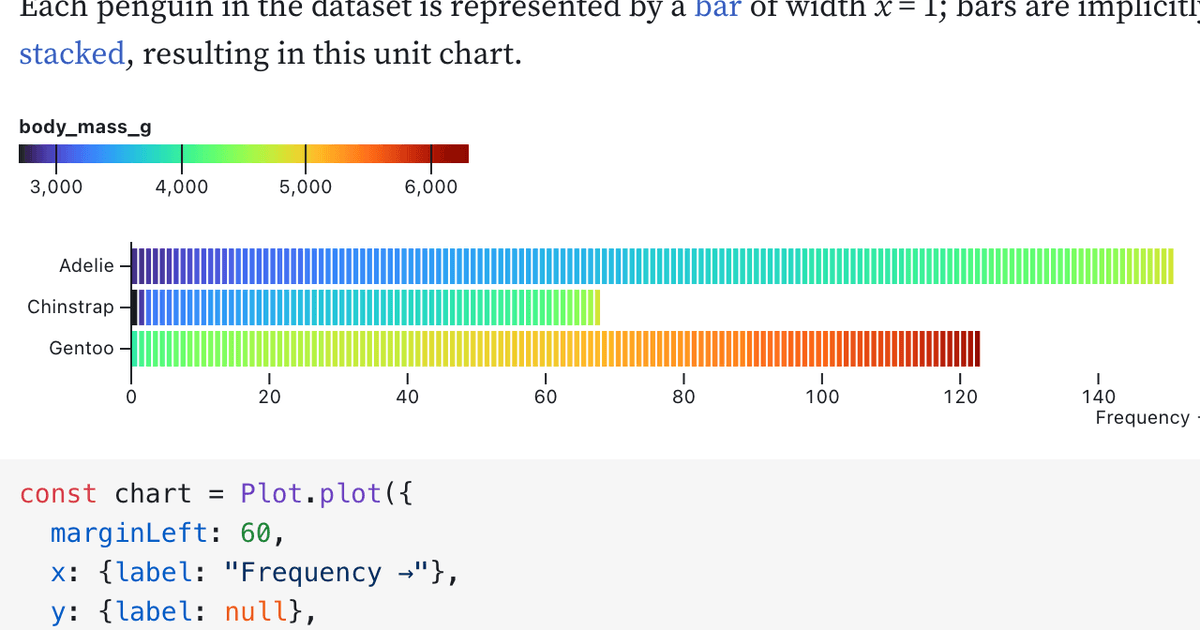 Each penguin in the dataset is represented by a bar of width x = 1; bars are implicitly
stacked, resulting in this unit chart.
body_mass_g
3,000 4,000 5,000 6,000
Adelie
Chinstrap
Gentoo
0 20 40 60 80 100 120 140
Frequency
const chart = Plot.plot({
marginLeft: 60,
x: {label: "Frequency →"},
y: {label: null},